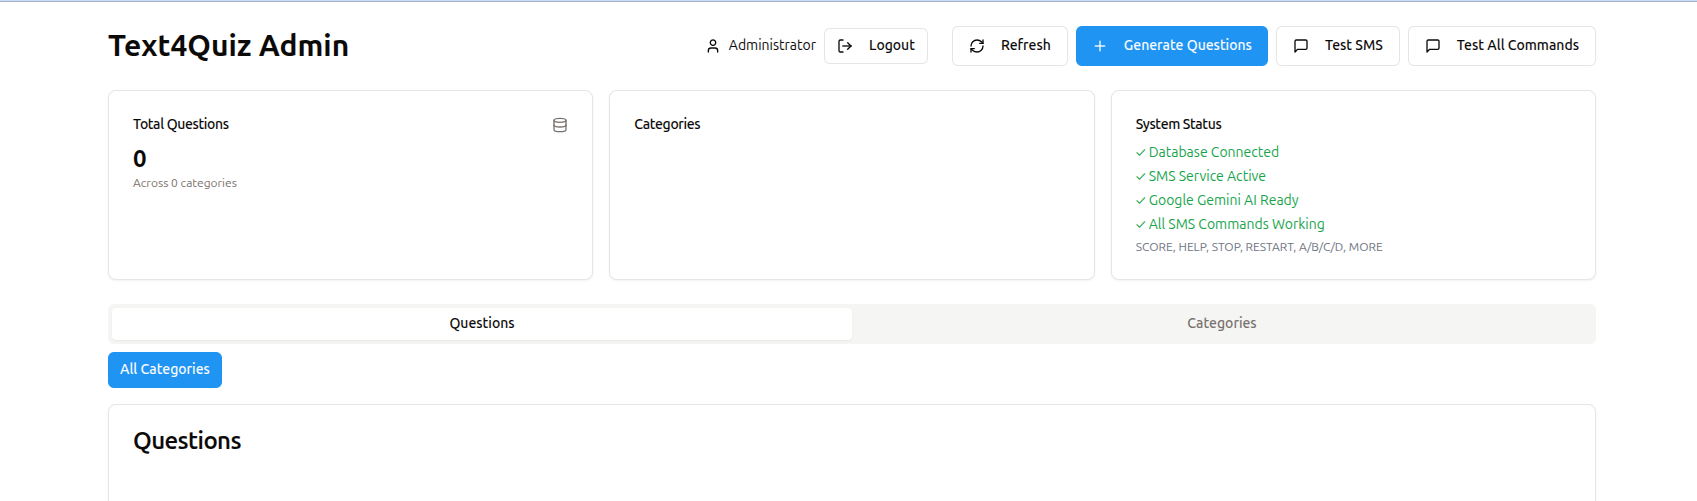 Text4Quiz Admin
Administrator
Logout
Refresh
Generate Questions
Test SMS
Test All Commands
Total Questions
0
Across 0 categories
Categories
System Status
Database Connected
SMS Service Active
Google Gemini AI Ready
All SMS Commands Working
SCORE, HELP, STOP, RESTART, A/B/C/D, MORE
Questions
Categories
All Categories
Questions